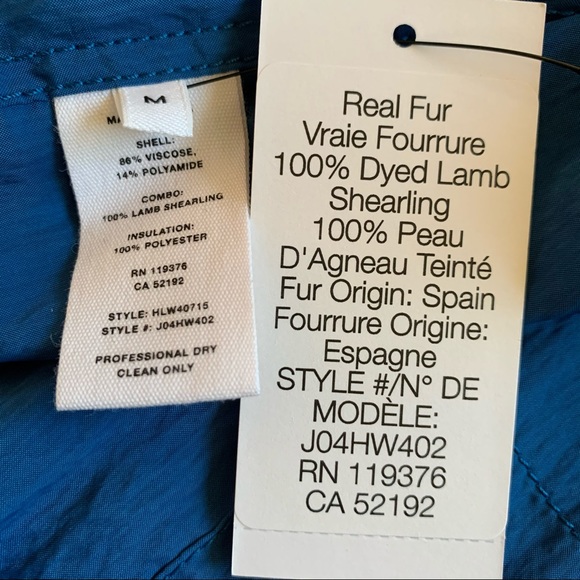 M
SHELL:
86% VISCOSE,
14% POLYAMIDE
COMBO:
100% LAMB SHEARLING
INSULATION:
100% POLYESTER
RN 119376
CA 52192
STYLE: HLW40715
STYLE #: J04HW402
PROFESSIONAL DRY
CLEAN ONLY
Real Fur
Vraie Fourrure
100% Dyed Lamb
Shearling
100% Peau
D'Agneau Teinté
Fur Origin: Spain
Fourrure Origine:
Espagne
STYLE #/N° DE
MODÈLE:
J04HW402
RN 119376
CA 52192